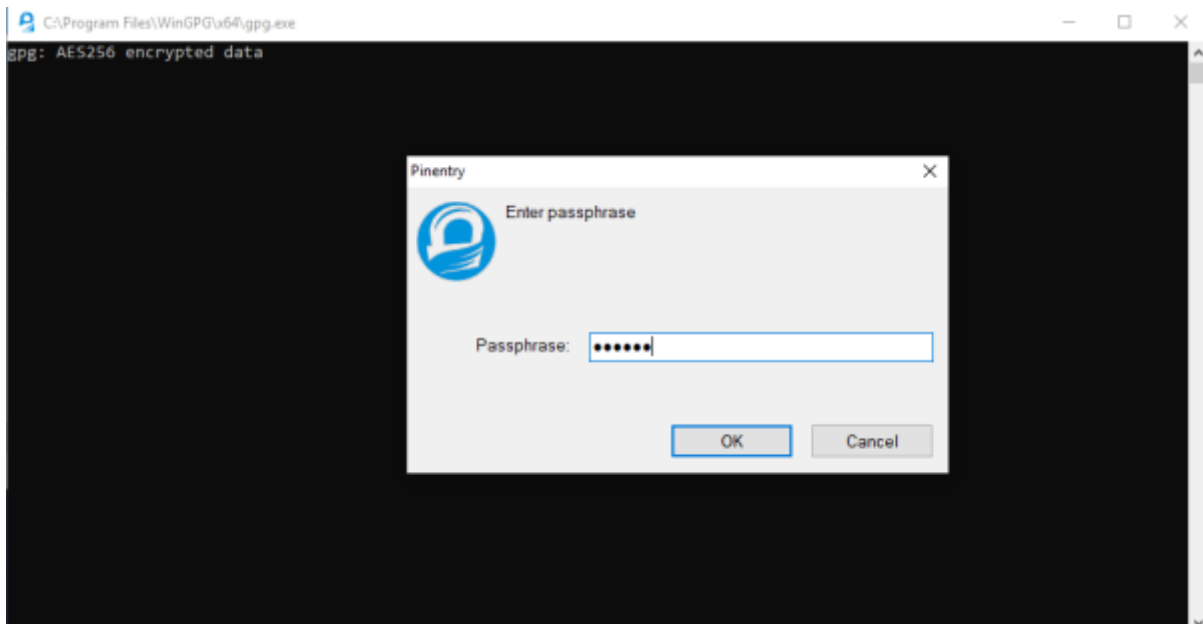 C:\Program Files\WinGPG\x64\gpg.exe
gpg: AES256 encrypted data
Pinentry
Enter passphrase
Passphrase: ●●●●●●
OK Cancel